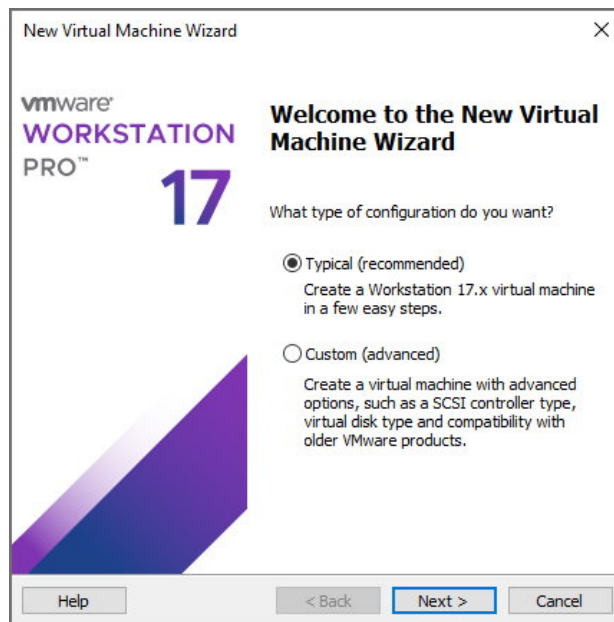 New Virtual Machine Wizard
vmware®
WORKSTATION
PRO™
17
Welcome to the New Virtual
Machine Wizard
What type of configuration do you want?
Typical (recommended)
Create a Workstation 17.x virtual machine
in a few easy steps.
Custom (advanced)
Create a virtual machine with advanced
options, such as a SCSI controller type,
virtual disk type and compatibility with
older VMware products.
Help
< Back
Next >
Cancel